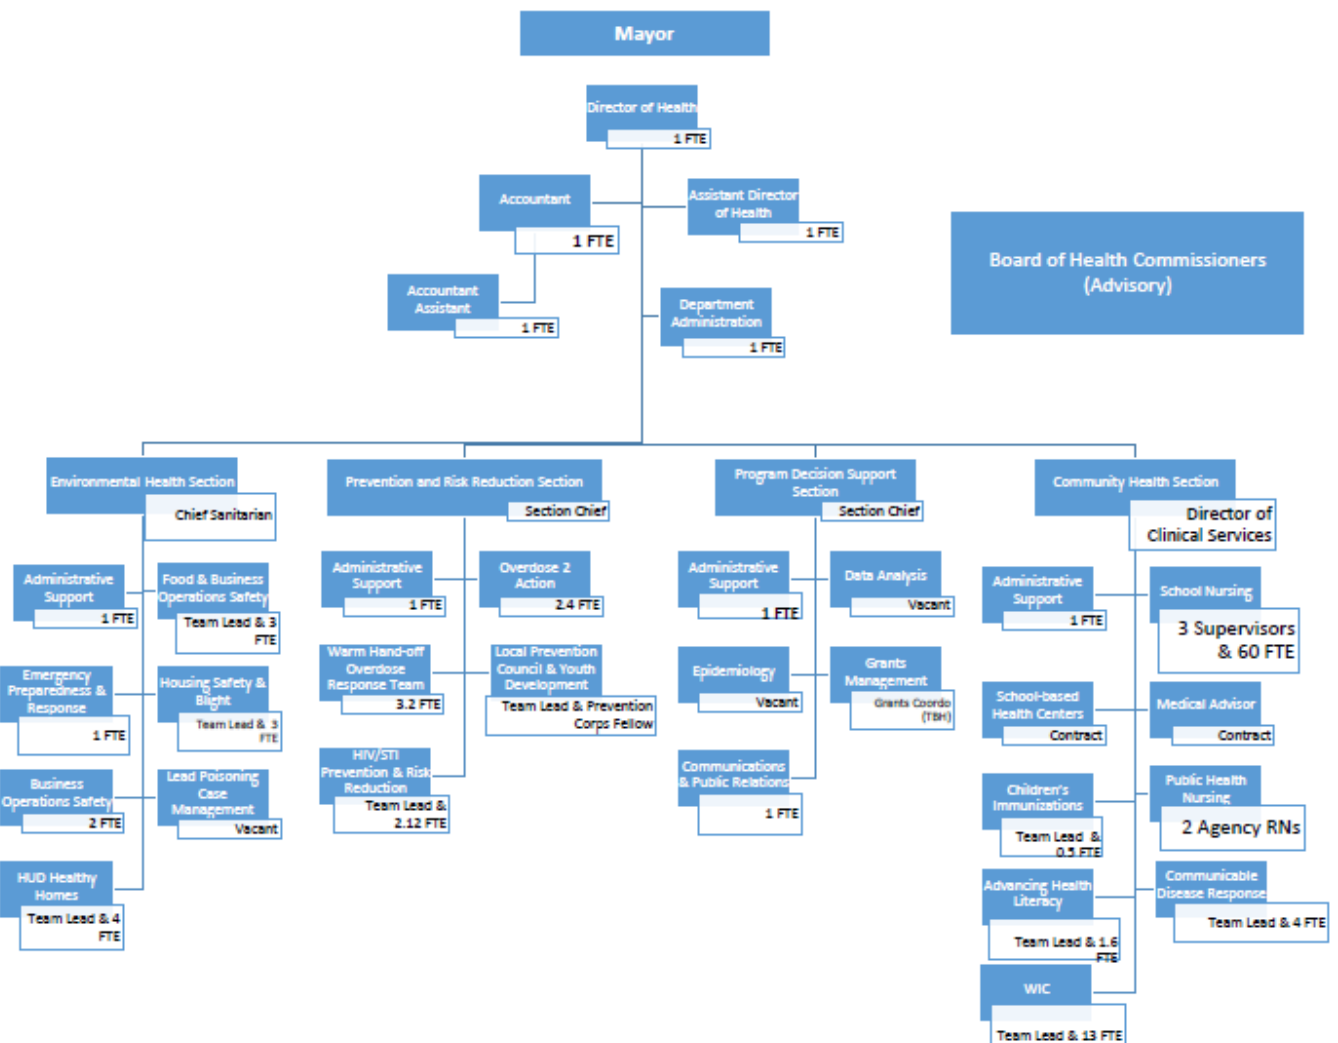 Mayor
Director of Health
1 FTE
Accountant
1 FTE
Assistant Director
of Health
1 FTE
Board of Health Commissioners
(Advisory)
Accountant
Assistant
1 FTE
Department
Administration
1 FTE
Environmental Health Section
Chief Sanitarian
Administrative
Support
1 FTE
Food & Business
Operations Safety
Team Lead & 3
FTE
Emergency
Preparedness &
Response
1 FTE
Housing Safety &
Blight
Team Lead & 3
FTE
Business
Operations Safety
2 FTE
Lead Poisoning
Case
Management
Vacant
HUD Healthy
Homes
Team Lead & 4
FTE
Prevention and Risk Reduction Section
Section Chief
Administrative
Support
1 FTE
Overdose 2
Action
2.4 FTE
Warm Hand-off
Overdose
Response Team
3.2 FTE
Local Prevention
Council & Youth
Development
Team Lead & Prevention
Corps Fellow
HIV/STI
Prevention & Risk
Reduction
Team Lead &
2.12 FTE
Program Decision Support
Section
Section Chief
Administrative
Support
1 FTE
Data Analysis
Vacant
Epidemiology
Vacant
Grants
Management
Grants Coordo
(TBH)
Communications
& Public Relations
1 FTE
Community Health Section
Director of
Clinical Services
Administrative
Support
1 FTE
School Nursing
3 Supervisors
& 60 FTE
School-based
Health Centers
Contract
Medical Advisor
Contract
Children's
Immunizations
Team Lead &
0.5 FTE
Public Health
Nursing
2 Agency RNs
Advancing Health
Literacy
Team Lead & 1.6
FTE
Communicable
Disease Response
Team Lead & 4 FTE
WIC
Team Lead & 13 FTE